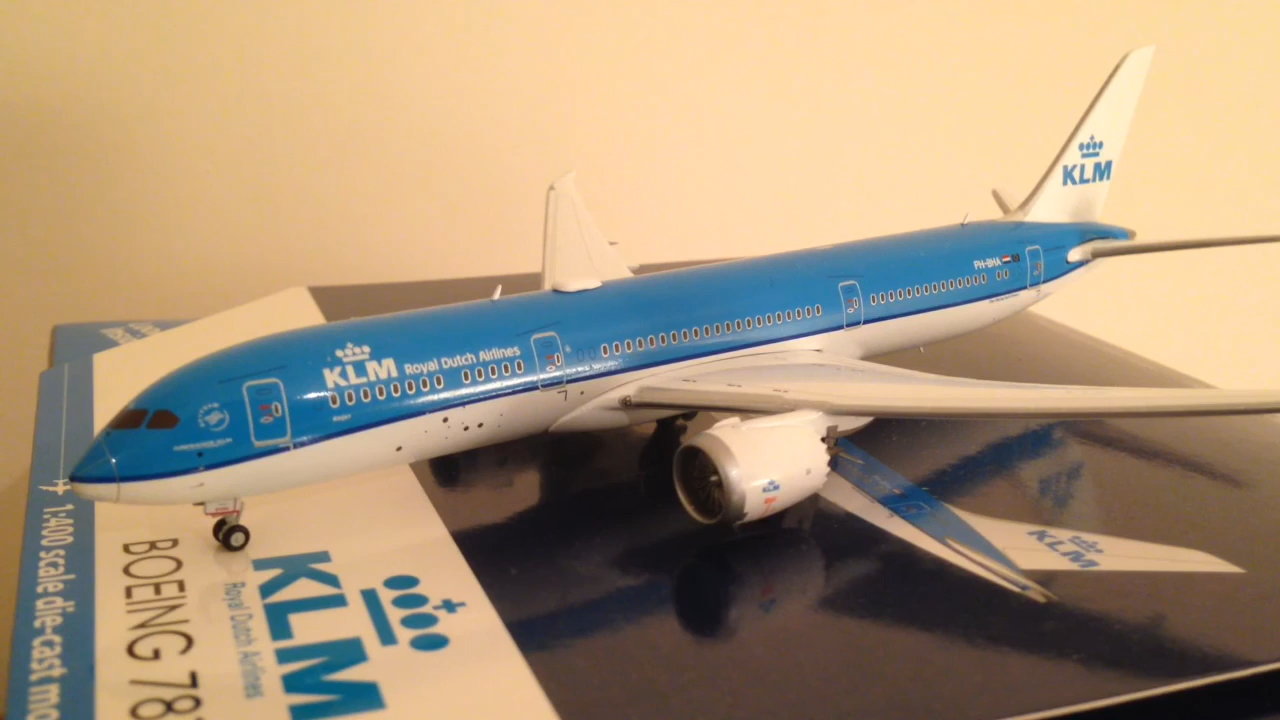 KLM
KLM
Royal Dutch Airlines
PH-BHA
KLM
KLM
1:400 scale die-cast mo
BOEING 787
KLM
Royal Dutch Airlines